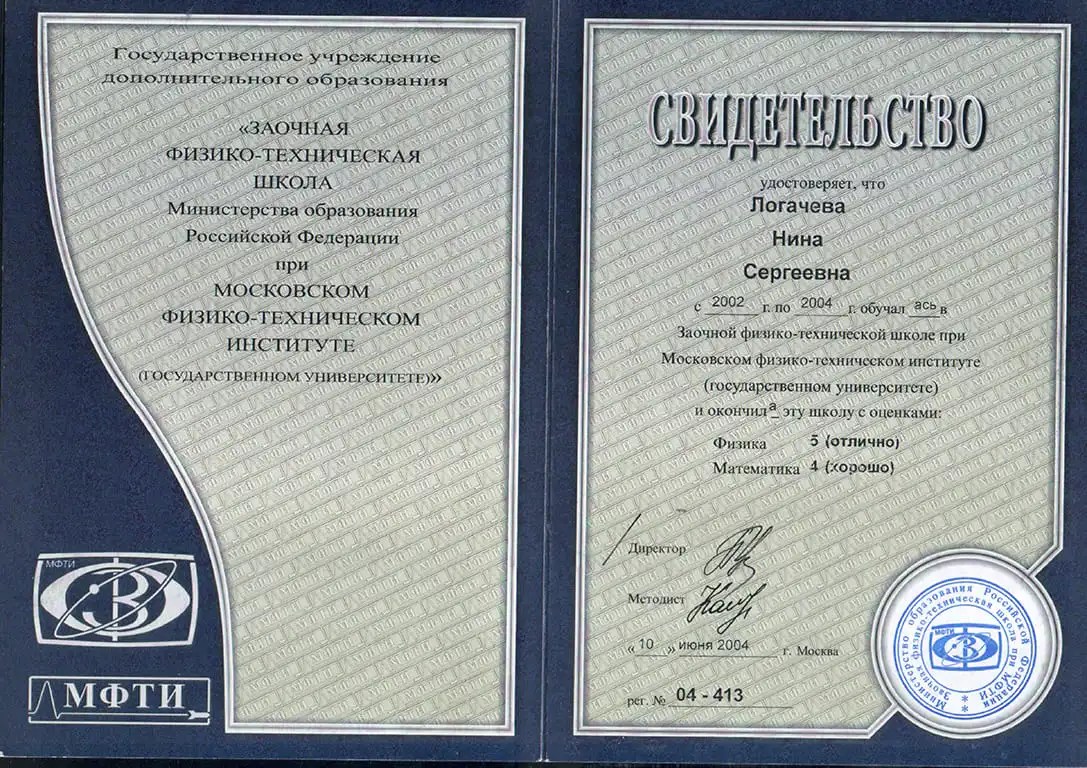 Государственное учреждение
дополнительного образования
«ЗАОЧНАЯ
ФИЗИКО-ТЕХНИЧЕСКАЯ
ШКОЛА
Министерства образования
Российской Федерации
при
МОСКОВСКОМ
ФИЗИКО-ТЕХНИЧЕСКОМ
ИНСТИТУТЕ
(ГОСУДАРСТВЕННОМ УНИВЕРСИТЕТЕ)»
МФТИ
МФТИ
СВИДЕТЕЛЬСТВО
удостоверяет, что
Логачева
Нина
Сергеевна
с 2002 г. по 2004 г. обучал ась в
Заочной физико-технической школе при
Московском физико-техническом институте
(государственном университете)
и окончил а эту школу с оценками:
Физика 5 (отлично)
Математика 4 (хорошо)
Директор
Методист
« 10 » июня 2004 г. Москва
рег. № 04 - 413
Министерство образования Российской Федерации
Заочная физико-техническая школа при МФТИ
МФТИ